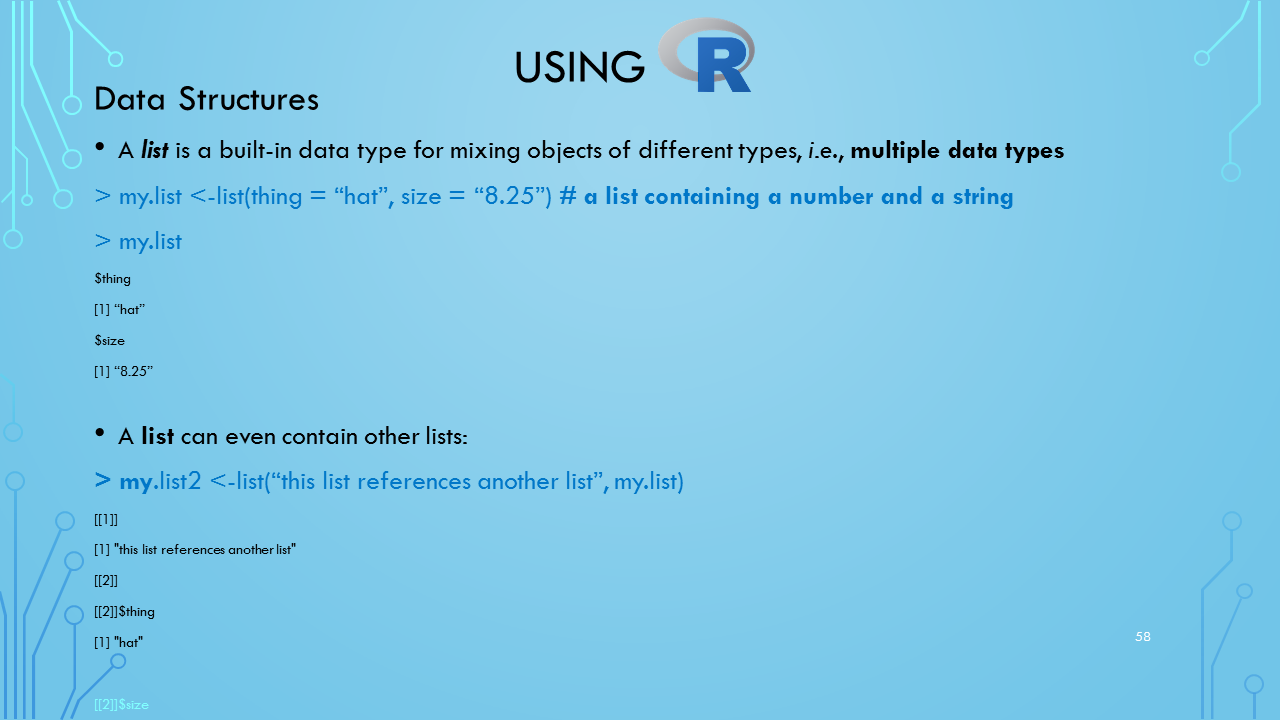 USING R
Data Structures
• A list is a built-in data type for mixing objects of different types, i.e., multiple data types
> my.list <-list(thing = “hat”, size = “8.25”) # a list containing a number and a string
> my.list
$thing
[1] “hat”
$size
[1] “8.25”
• A list can even contain other lists:
> my.list2 <-list(“this list references another list”, my.list)
[[1]]
[1] "this list references another list"
[[2]]
[[2]]$thing
[1] "hat"
58
[[2]]$size